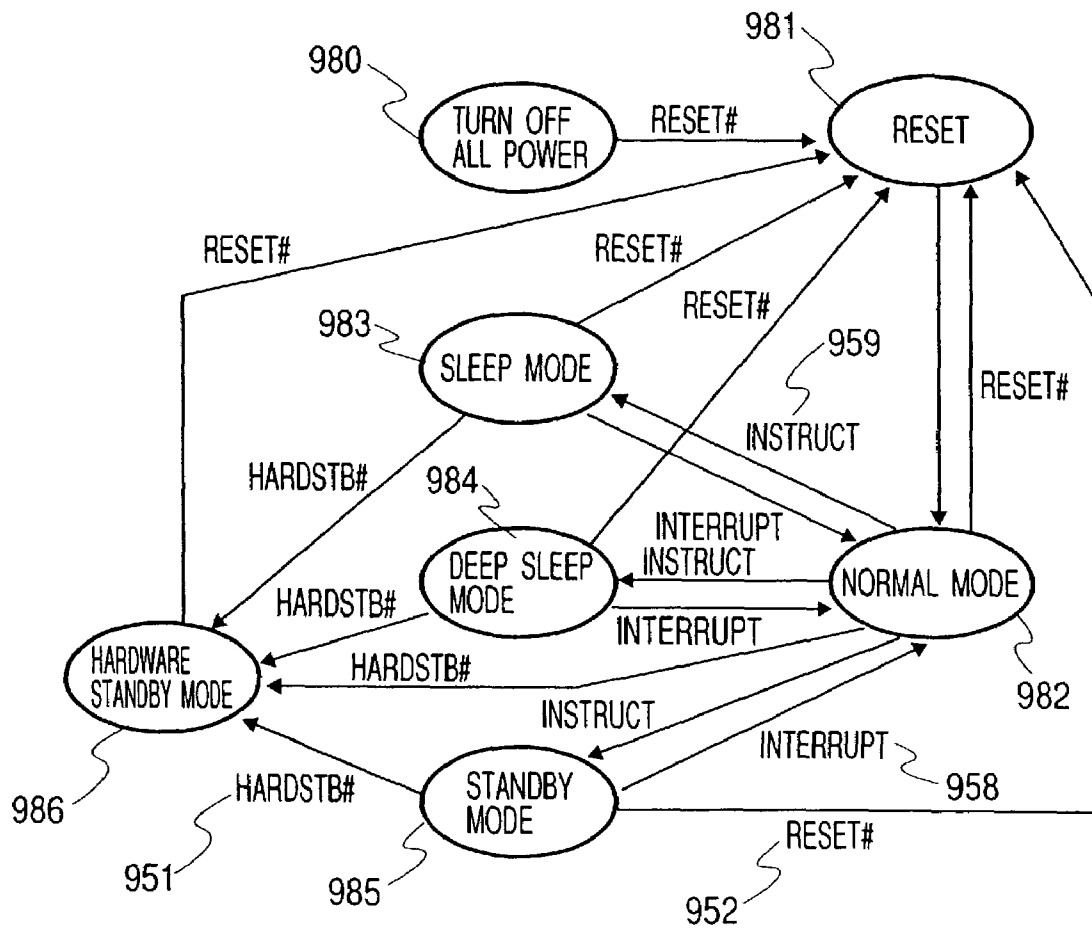 981
980
TURN OFF
ALL POWER
RESET#
RESET
RESET#
RESET#
RESET#
983
SLEEP MODE
959
RESET#
INSTRUCT
HARDSTB#
984
INTERRUPT
INSTRUCT
DEEP SLEEP
MODE
NORMAL MODE
HARDSTB#
INTERRUPT
HARDWARE
STANDBY MODE
HARDSTB#
982
INSTRUCT
INTERRUPT
986
HARDSTB#
STANDBY
MODE
958
RESET#
951
985
952